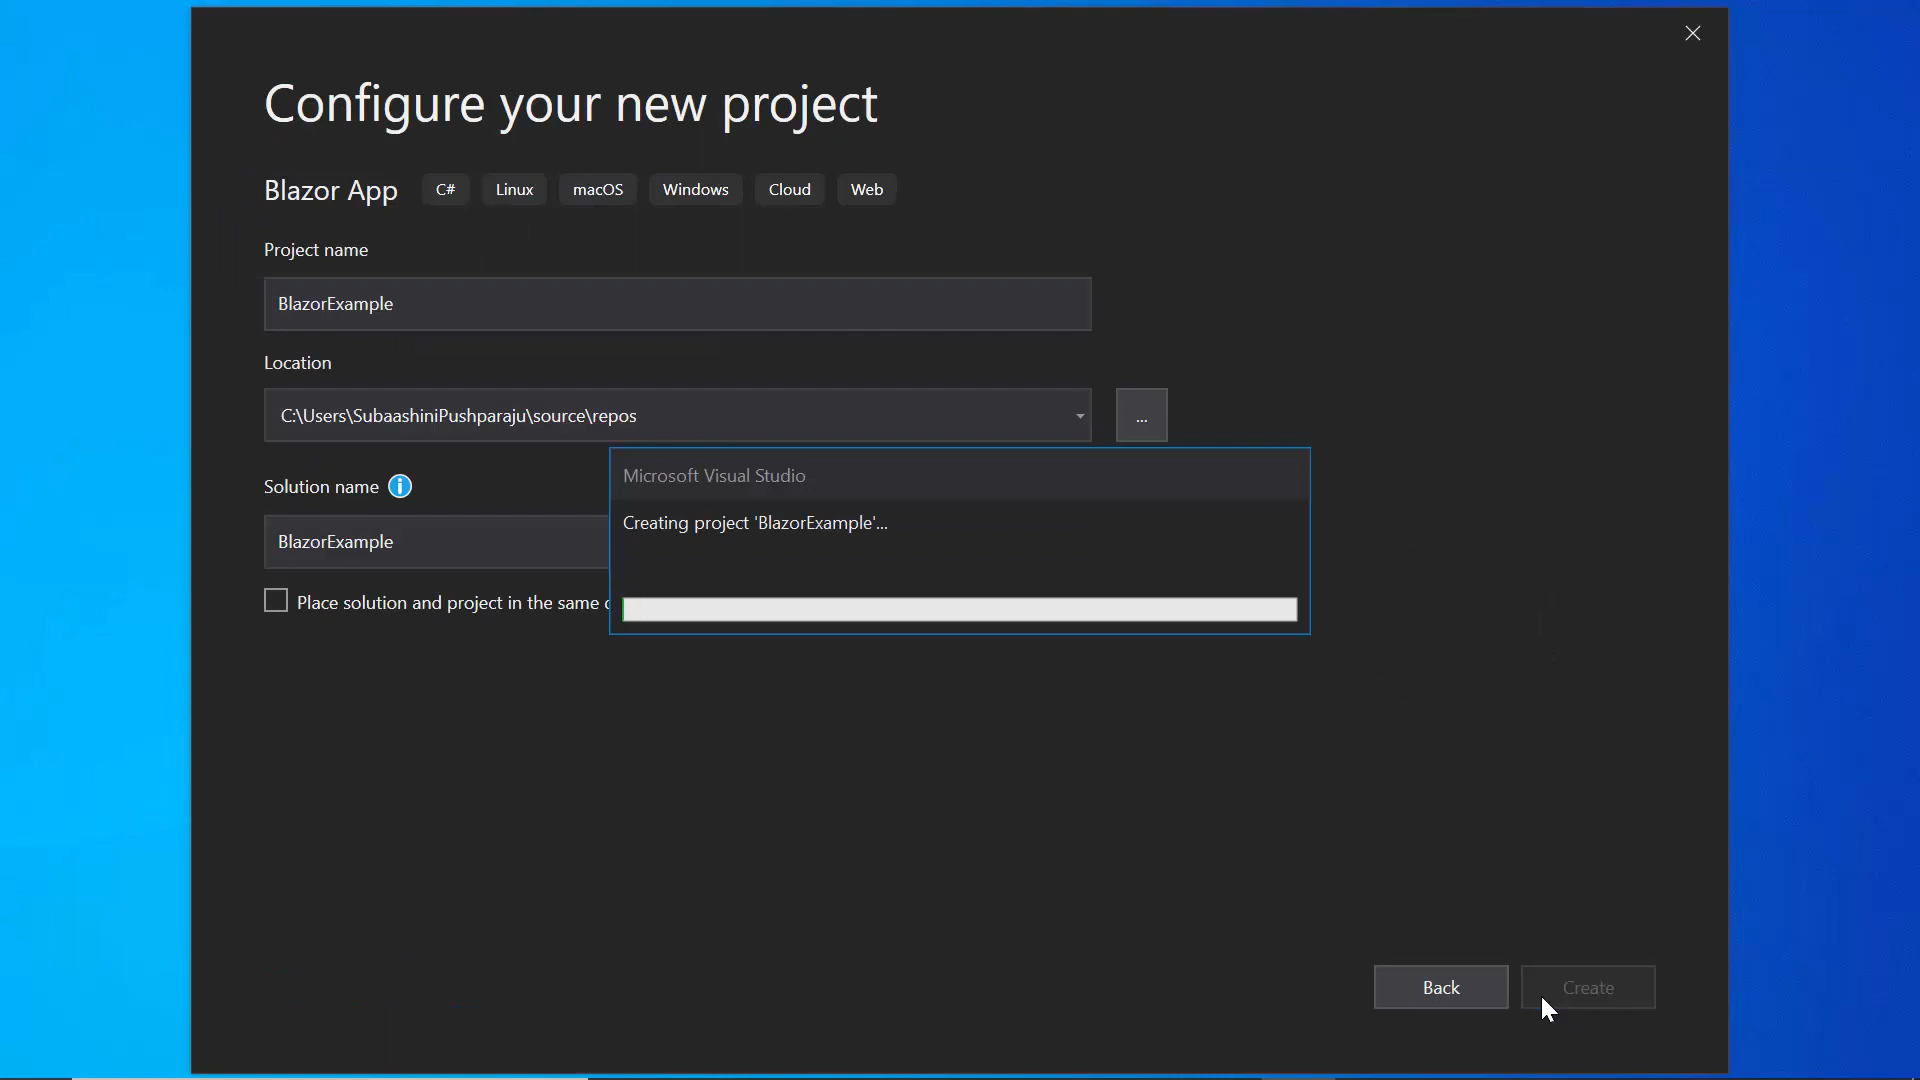 Configure your new project
Blazor App C# Linux macOS Windows Cloud Web
Project name
BlazorExample
Location
C:\Users\SubaashiniPushparaju\source\repos
...
Solution name
BlazorExample
Place solution and project in the same
Microsoft Visual Studio
Creating project 'BlazorExample'...
Back
Create